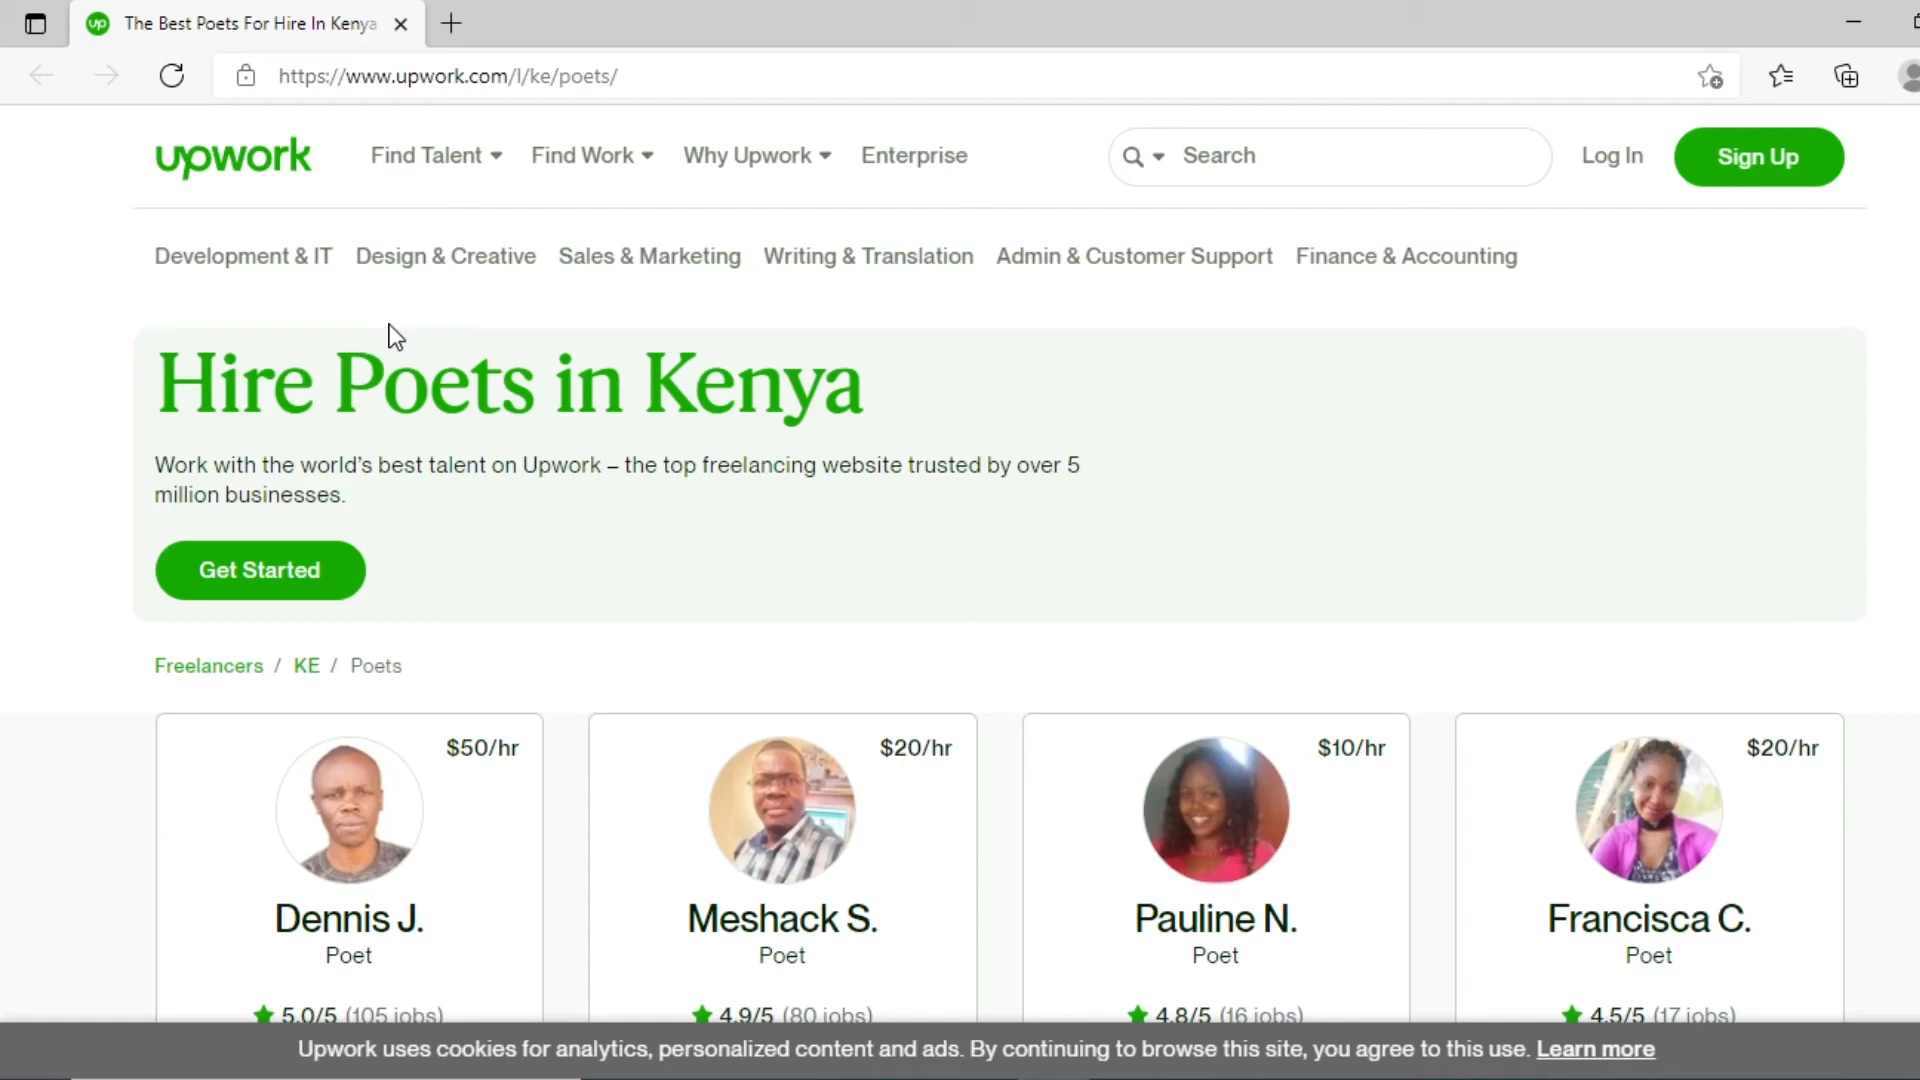 The Best Poets For Hire In Kenya
https://www.upwork.com/l/ke/poets/
upwork Find Talent Find Work Why Upwork Enterprise Search Log In Sign Up
Development & IT Design & Creative Sales & Marketing Writing & Translation Admin & Customer Support Finance & Accounting
Hire Poets in Kenya
Work with the world's best talent on Upwork – the top freelancing website trusted by over 5
million businesses.
Get Started
Freelancers / KE / Poets
$50/hr $20/hr $10/hr $20/hr
Dennis J. Meshack S. Pauline N. Francisca C.
Poet Poet Poet Poet
5.0/5 (105 jobs) 4.9/5 (80 jobs) 4.8/5 (16 jobs) 4.5/5 (17 jobs)
Upwork uses cookies for analytics, personalized content and ads. By continuing to browse this site, you agree to this use. Learn more